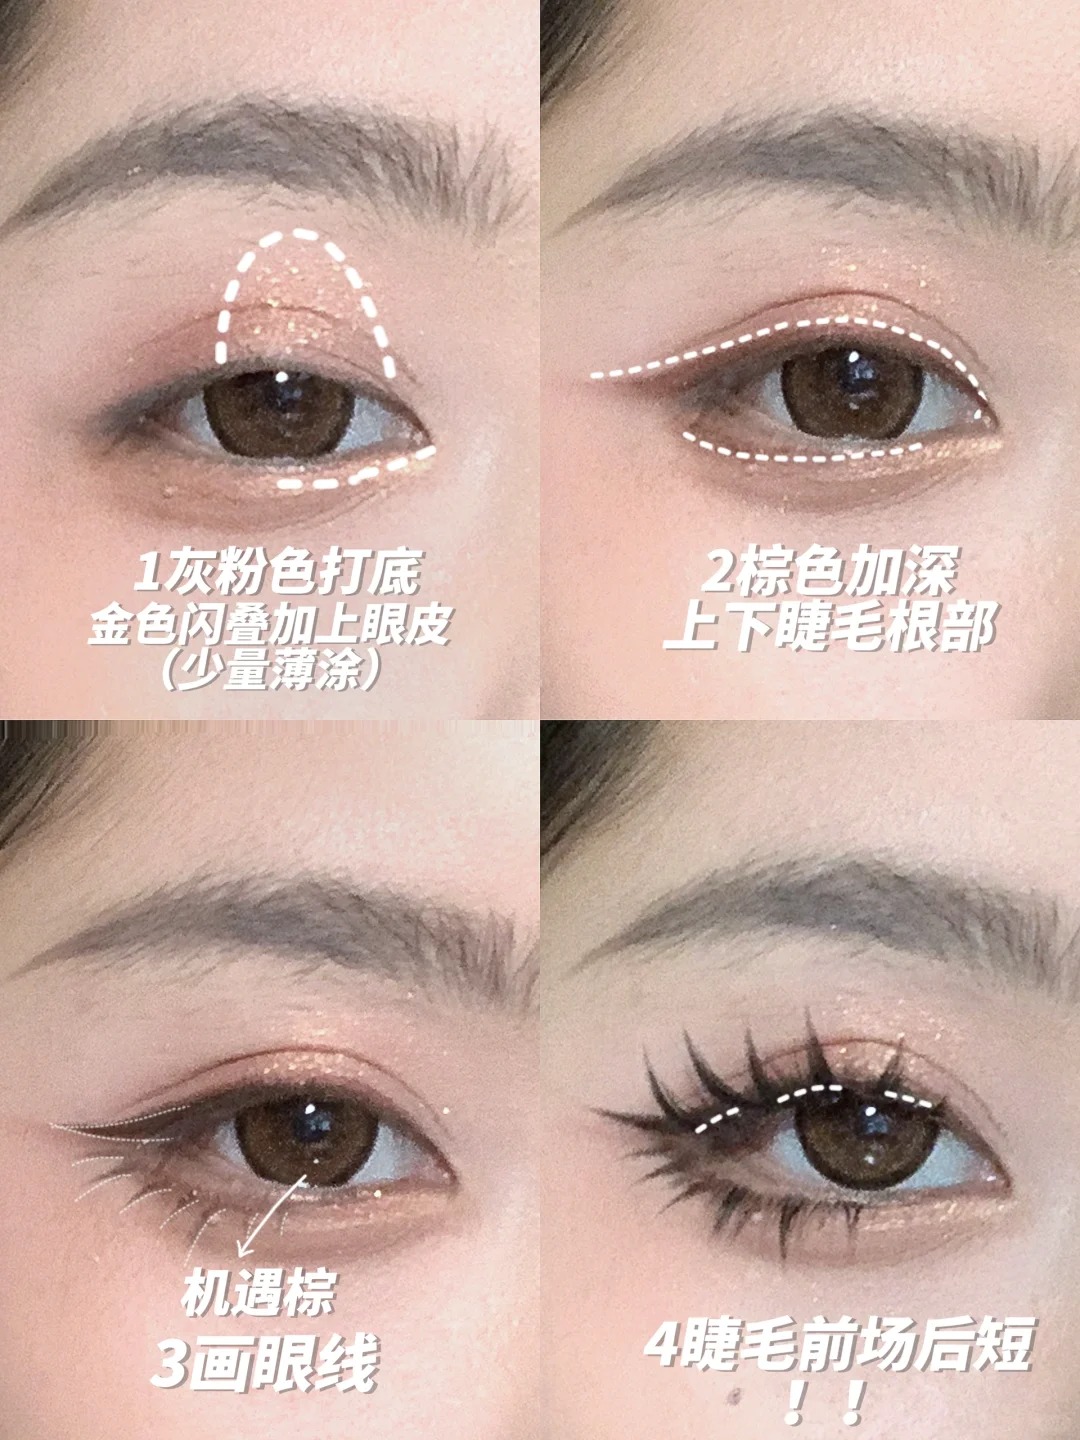 1灰粉色打底
金色闪叠加上眼皮
（少量薄涂）
2棕色加深
上下睫毛根部
机遇棕
3画眼线
4睫毛前场后短
！！